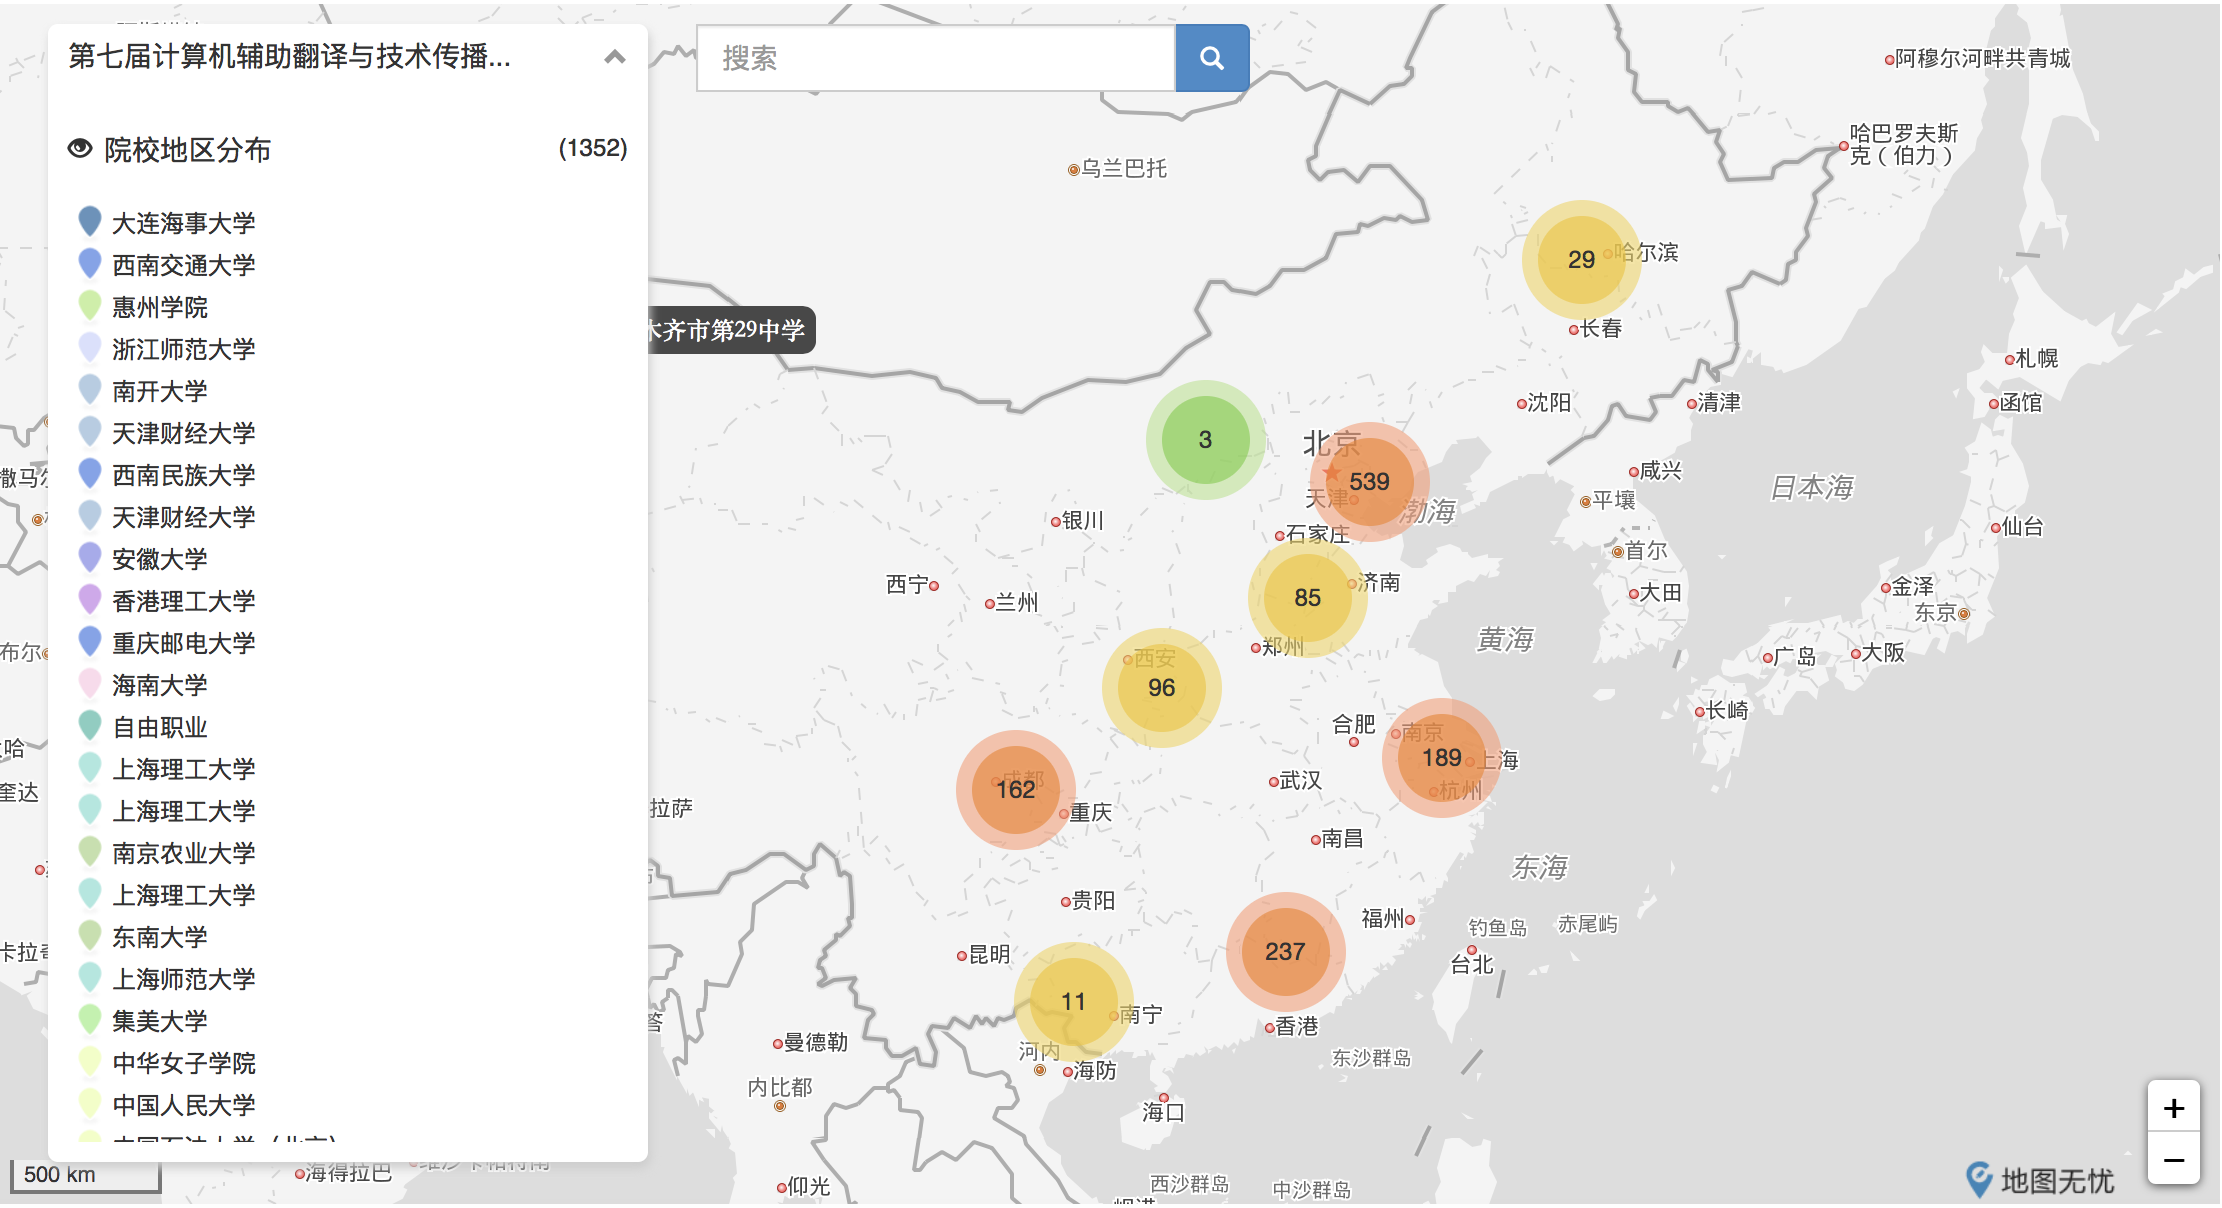 第七届计算机辅助翻译与技术传播...
搜索
院校地区分布
(1352)
大连海事大学
西南交通大学
惠州学院
浙江师范大学
南开大学
天津财经大学
西南民族大学
天津财经大学
安徽大学
香港理工大学
重庆邮电大学
海南大学
自由职业
上海理工大学
上海理工大学
南京农业大学
上海理工大学
东南大学
上海师范大学
集美大学
中华女子学院
中国人民大学
木齐市第29中学
阿穆尔河畔共青城
哈巴罗夫斯
克（伯力）
乌兰巴托
29
哈尔滨
长春
札幌
沈阳
清津
函馆
3
北京
539
天津
渤海
咸兴
平壤
日本海
银川
石家庄
仙台
首尔
西宁
兰州
85
济南
大田
金泽
东京
郑州
黄海
西安
96
广岛
大阪
长崎
合肥
南京
189
上海
杭州
成都
162
武汉
重庆
拉萨
南昌
东海
贵阳
福州
钓鱼岛
赤尾屿
昆明
237
台北
11
南宁
香港
曼德勒
河内
海防
东沙群岛
内比都
海口
仰光
西沙群岛
中沙群岛
海得拉巴
撒马尔
布尔
哈
奎达
卡拉奇
500 km
+
−
地图无忧